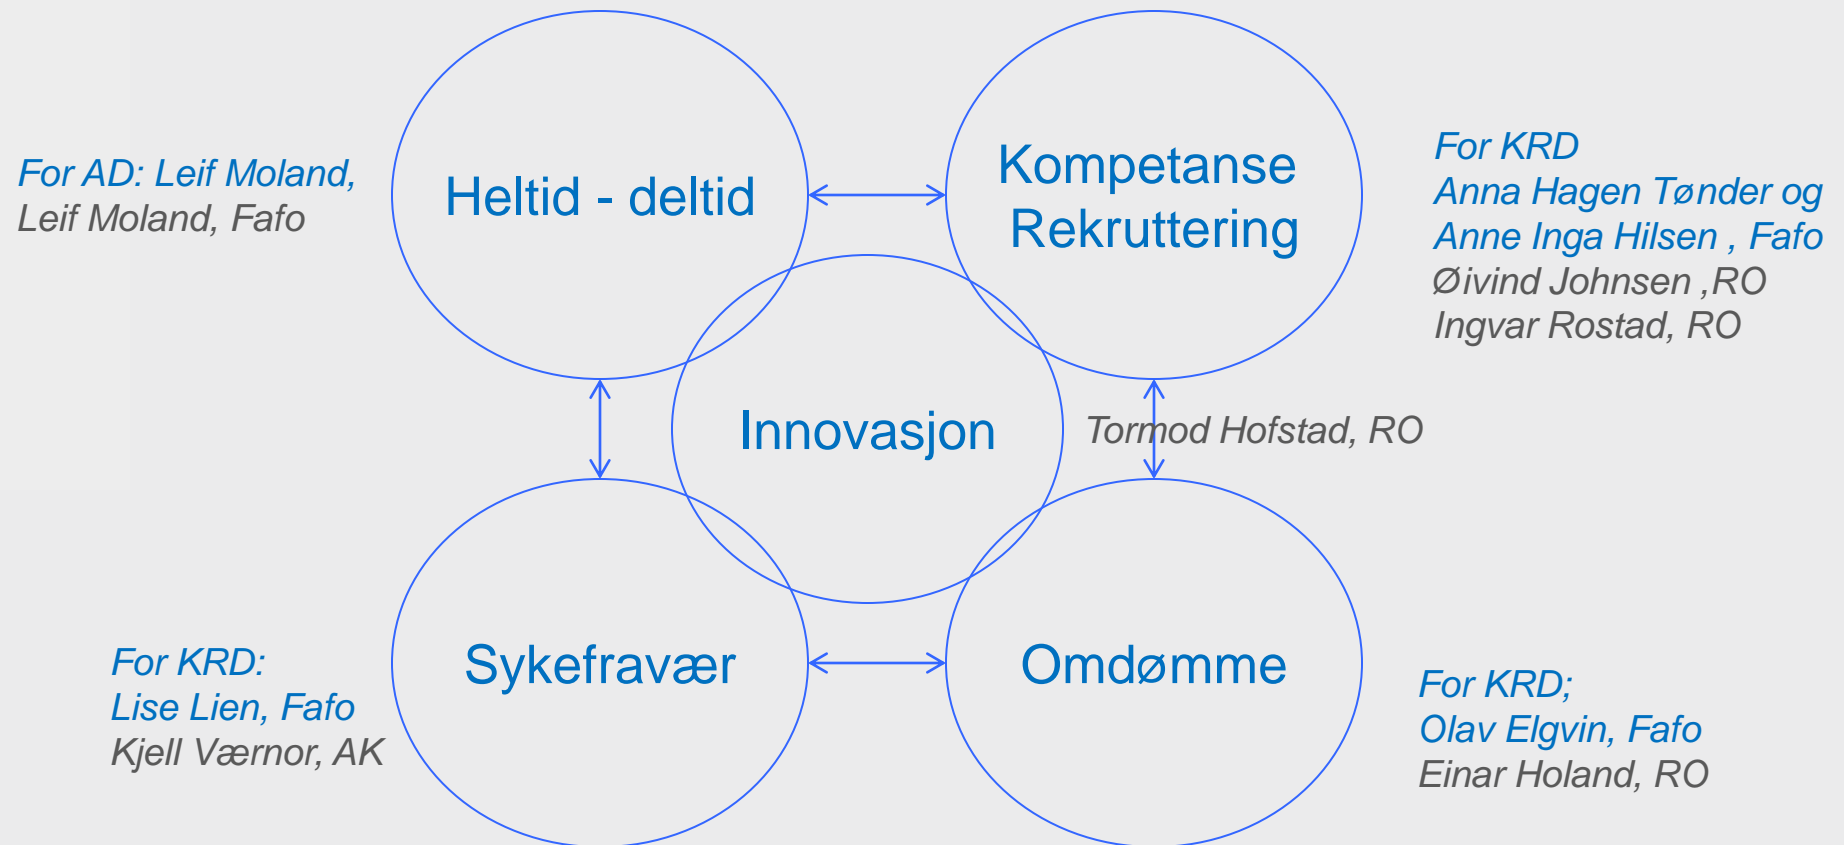 For AD: Leif Moland,
Leif Moland, Fafo
Heltid - deltid
Kompetanse
Rekruttering
For KRD
Anna Hagen Tønder og
Anne Inga Hilsen , Fafo
Øivind Johnsen ,RO
Ingvar Rostad, RO
Innovasjon
Tormod Hofstad, RO
For KRD:
Lise Lien, Fafo
Kjell Værnor, AK
Sykefravær
Omdømme
For KRD;
Olav Elgvin, Fafo
Einar Holand, RO